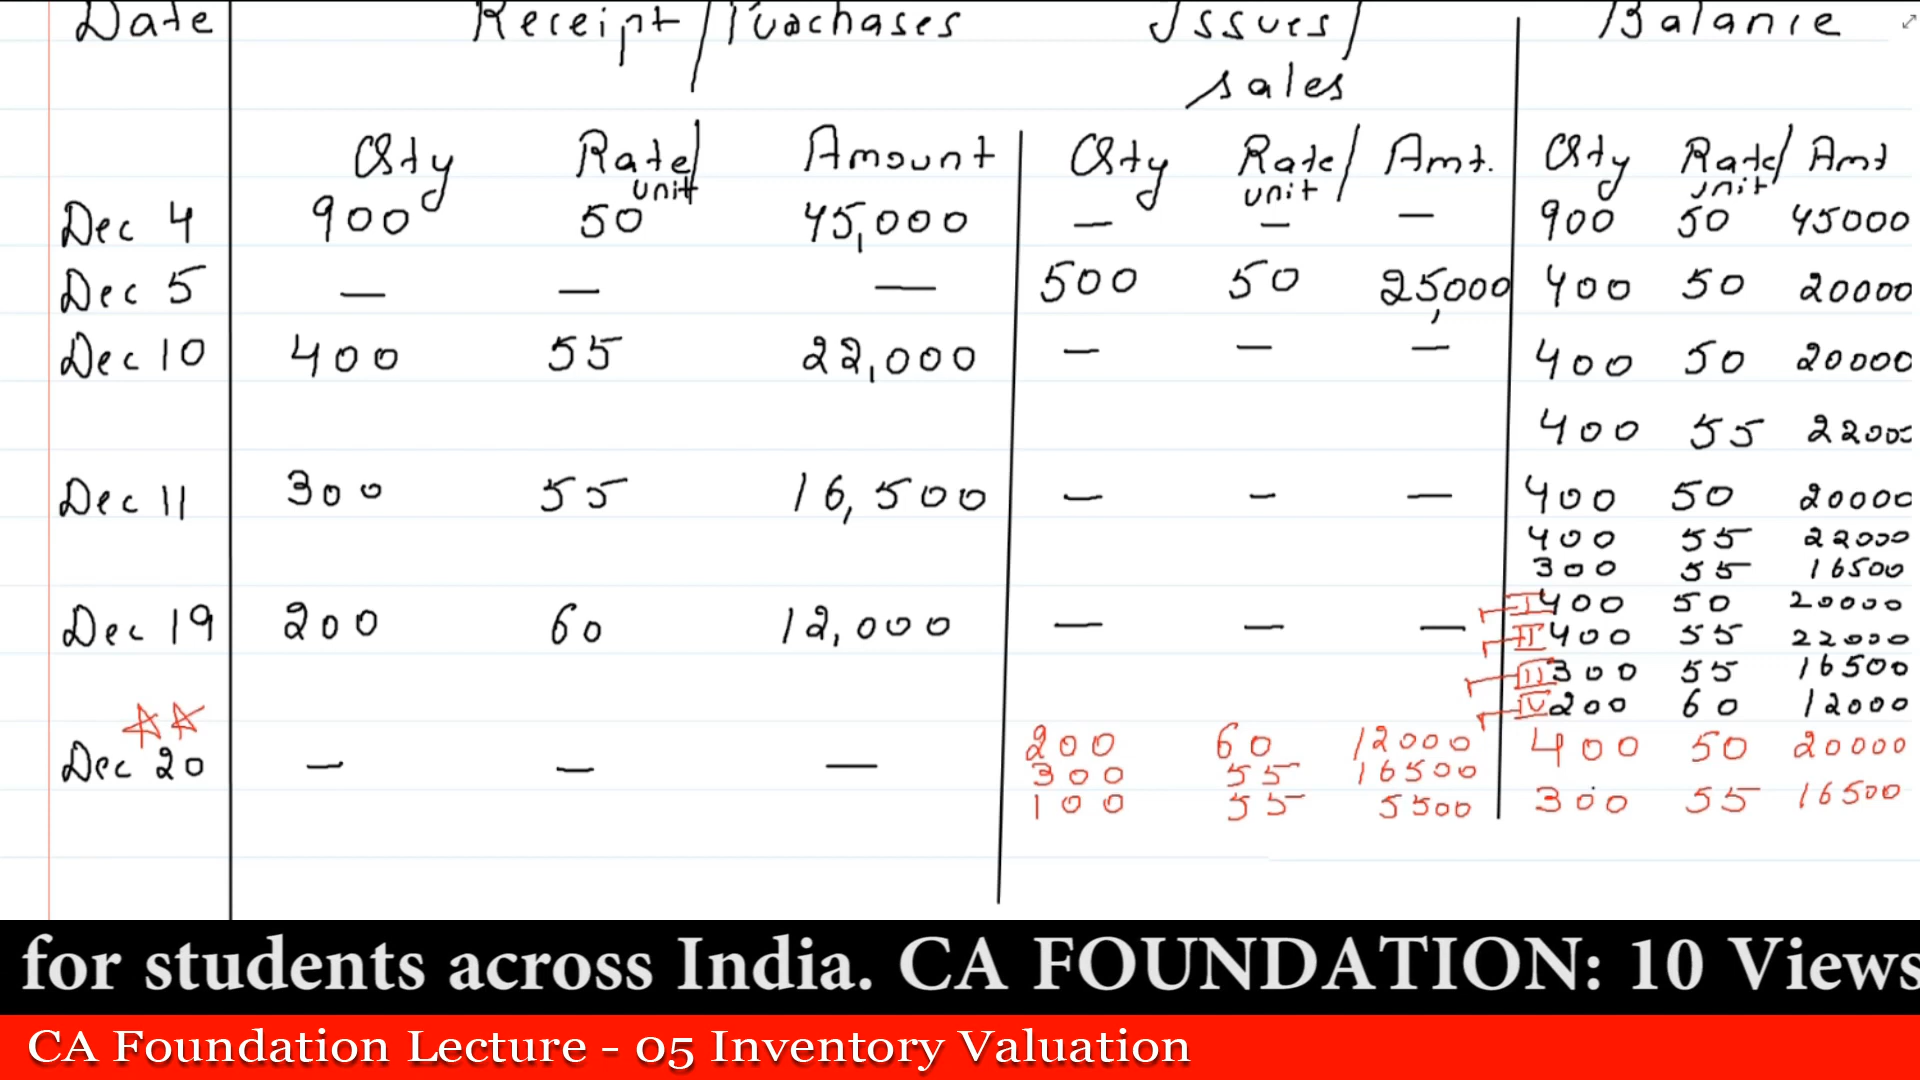 Date Receipt/Purchases Issues/ Balance
sales
Qty Rate/ Amount Qty Rate/ Amt. Qty Rate/ Amt
unit unit unit
Dec 4 900 50 45,000 — — — 900 50 45000
Dec 5 — — — 500 50 25,000 400 50 20000
Dec 10 400 55 22,000 — — — 400 50 20000
400 55 22000
Dec 11 300 55 16,500 — — — 400 50 20000
400 55 22000
300 55 16500
I 400 50 20000
Dec 19 200 60 12,000 — — — II 400 55 22000
III 300 55 16500
IV 200 60 12000
200 60 12000 400 50 20000
Dec 20 — — — 300 55 16500
100 55 5500 300 55 16500
for students across India. CA FOUNDATION: 10 Views
CA Foundation Lecture - 05 Inventory Valuation